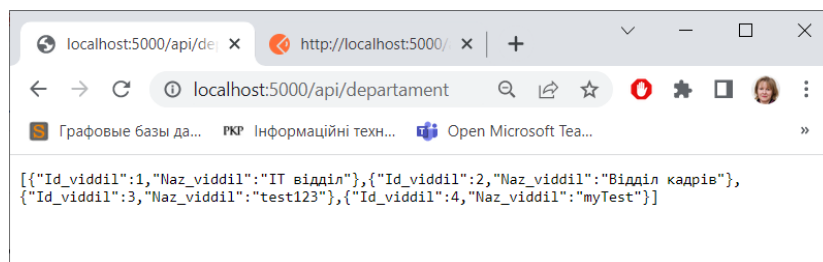 localhost:5000/api/de
http://localhost:5000/
localhost:5000/api/departament
Графовые базы да...
PKP Інформаційні техн...
Open Microsoft Tea...
[{"Id_viddil":1,"Naz_viddil":"IT відділ"},{"Id_viddil":2,"Naz_viddil":"Відділ кадрів"},
{"Id_viddil":3,"Naz_viddil":"test123"},{"Id_viddil":4,"Naz_viddil":"myTest"}]